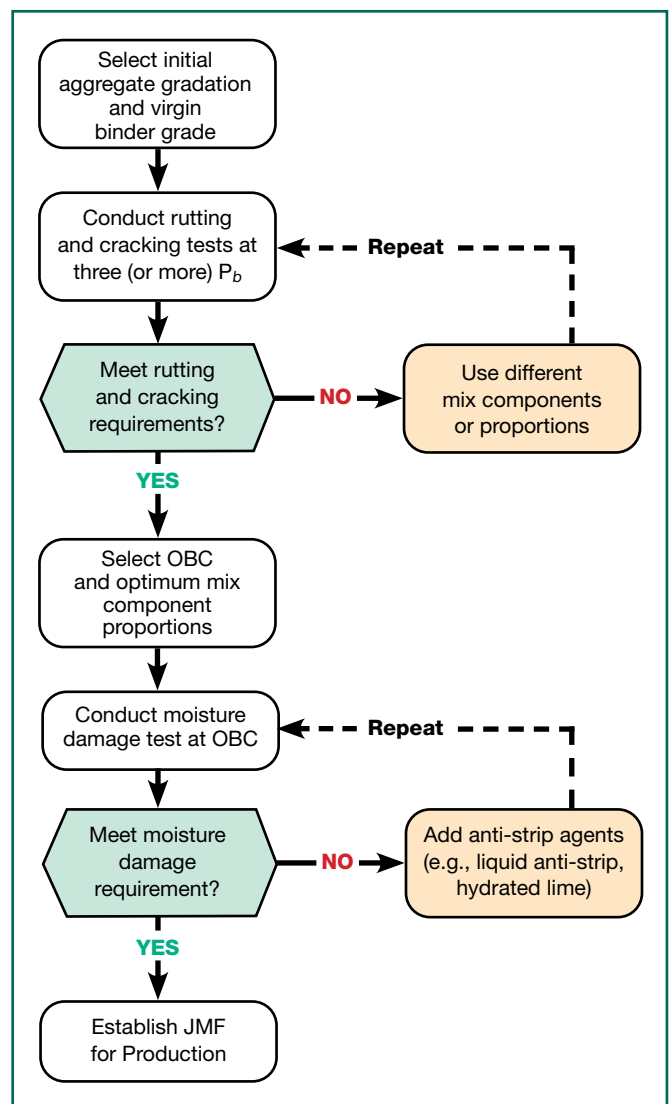 Select initial
aggregate gradation
and virgin
binder grade
Conduct rutting
and cracking tests at
three (or more) Pb
Repeat
Meet rutting
and cracking
requirements?
NO
Use different
mix components
or proportions
YES
Select OBC
and optimum mix
component
proportions
Conduct moisture
damage test at OBC
Repeat
Meet moisture
damage
requirement?
NO
Add anti-strip agents
(e.g., liquid anti-strip,
hydrated lime)
YES
Establish JMF
for Production